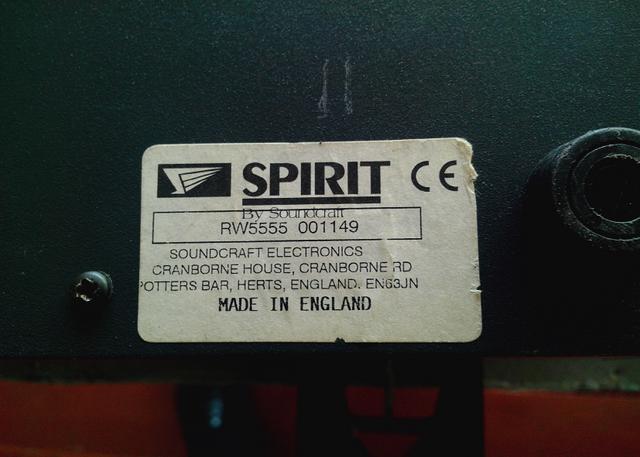 SPIRIT CE
By Soundcraft
RW5555 001149
SOUNDCRAFT ELECTRONICS
CRANBORNE HOUSE, CRANBORNE RD
POTTERS BAR, HERTS, ENGLAND. EN63JN
MADE IN ENGLAND